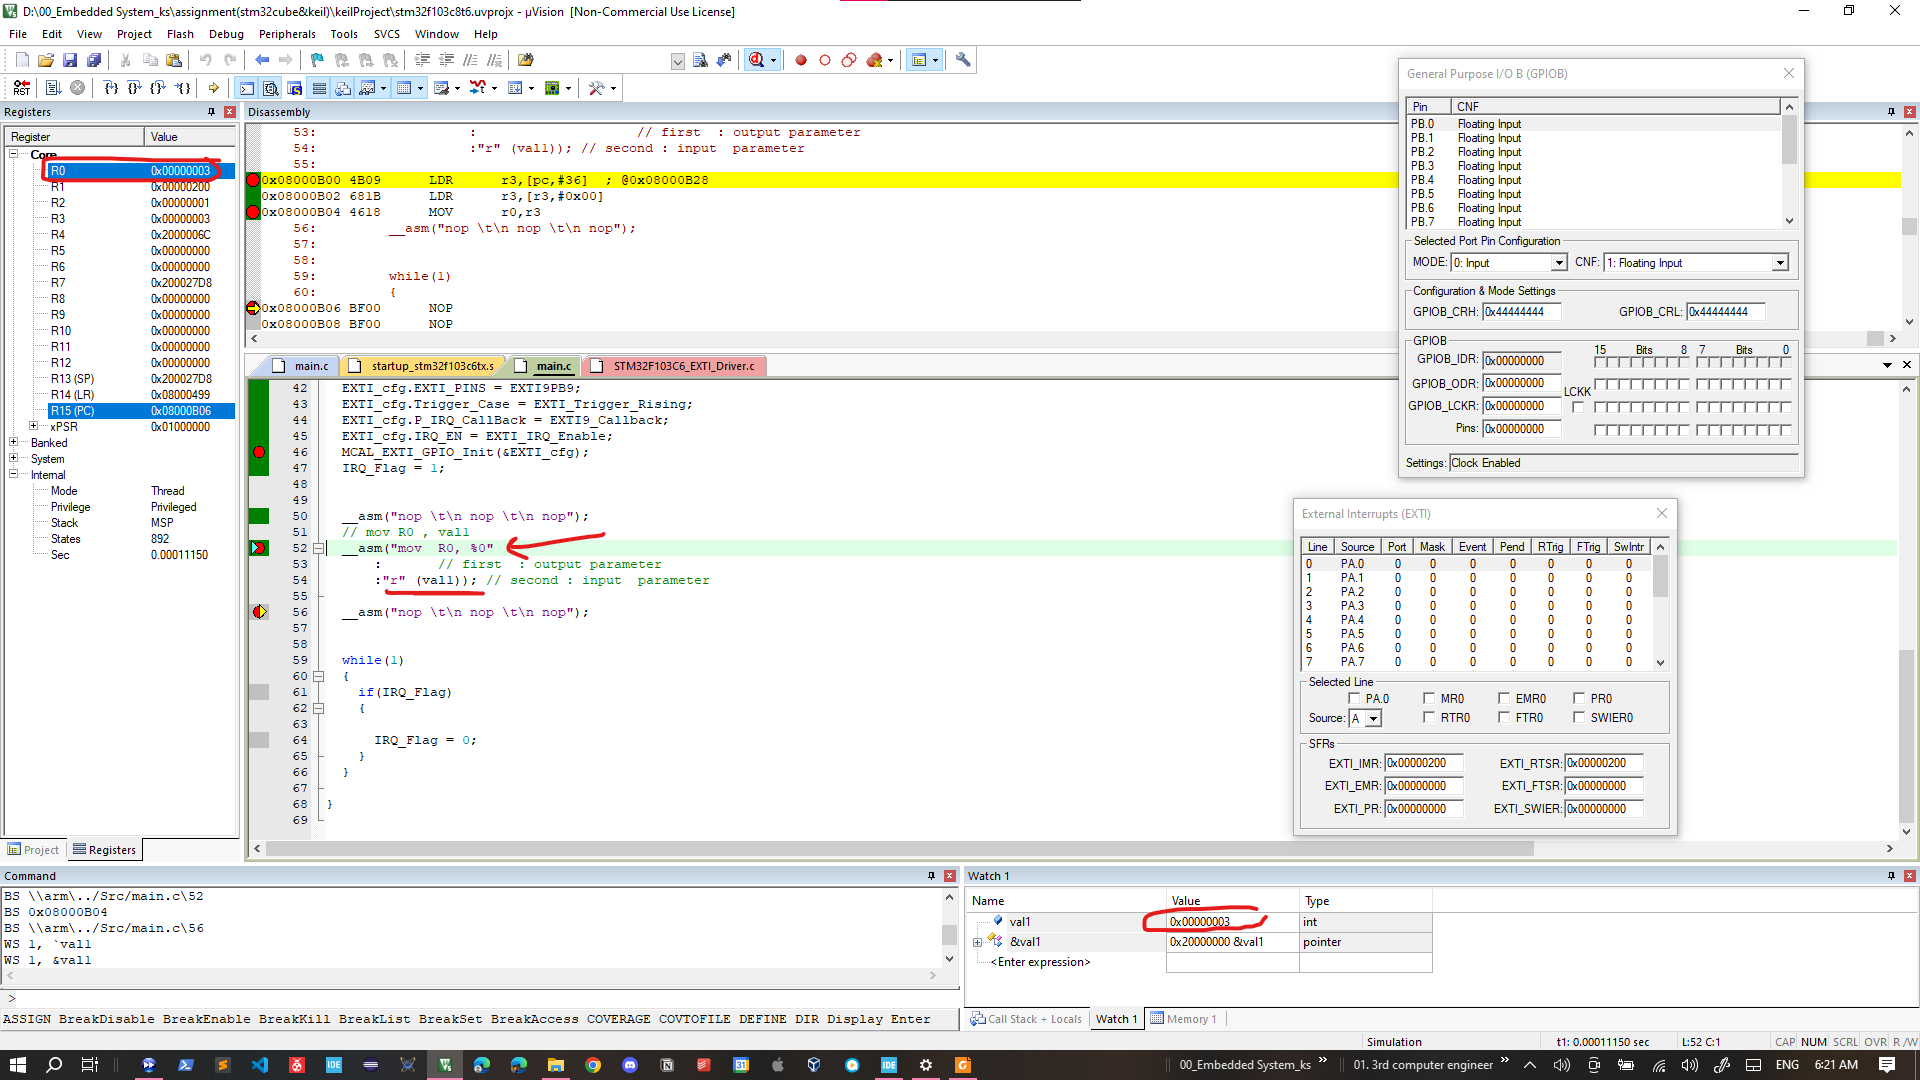 D:\00_Embedded System_ks\assignment(stm32cube&keil)\keilProject\stm32f103c8t6.uvprojx - µVision [Non-Commercial Use License]
File Edit View Project Flash Debug Peripherals Tools SVCS Window Help
Registers
Register Value
Core
R0 0x00000003
R1 0x00000200
R2 0x00000001
R3 0x00000003
R4 0x2000006C
R5 0x00000000
R6 0x00000000
R7 0x200027D8
R8 0x00000000
R9 0x00000000
R10 0x00000000
R11 0x00000000
R12 0x00000000
R13 (SP) 0x200027D8
R14 (LR) 0x08000499
R15 (PC) 0x08000B06
xPSR 0x01000000
Banked
System
Internal
Mode Thread
Privilege Privileged
Stack MSP
States 892
Sec 0.00011150
Project Registers
Disassembly
53: : // first : output parameter
54: :"r" (val1)); // second : input parameter
55:
0x08000B00 4B09 LDR r3,[pc,#36] ; @0x08000B28
0x08000B02 681B LDR r3,[r3,#0x00]
0x08000B04 4618 MOV r0,r3
56: __asm("nop \t\n nop \t\n nop");
57:
58:
59: while(1)
60: {
0x08000B06 BF00 NOP
0x08000B08 BF00 NOP
main.c startup_stm32f103c6tx.s main.c STM32F103C6_EXTI_Driver.c
42 EXTI_cfg.EXTI_PINS = EXTI9PB9;
43 EXTI_cfg.Trigger_Case = EXTI_Trigger_Rising;
44 EXTI_cfg.P_IRQ_CallBack = EXTI9_Callback;
45 EXTI_cfg.IRQ_EN = EXTI_IRQ_Enable;
46 MCAL_EXTI_GPIO_Init(&EXTI_cfg);
47 IRQ_Flag = 1;
48
49
50 __asm("nop \t\n nop \t\n nop");
51 // mov R0 , val1
52 __asm("mov R0, %0"
53 : // first : output parameter
54 :"r" (val1)); // second : input parameter
55
56 __asm("nop \t\n nop \t\n nop");
57
58
59 while(1)
60 {
61 if(IRQ_Flag)
62 {
63
64 IRQ_Flag = 0;
65 }
66 }
67
68 }
69
General Purpose I/O B (GPIOB)
Pin CNF
PB.0 Floating Input
PB.1 Floating Input
PB.2 Floating Input
PB.3 Floating Input
PB.4 Floating Input
PB.5 Floating Input
PB.6 Floating Input
PB.7 Floating Input
Selected Port Pin Configuration
MODE: 0: Input CNF: 1: Floating Input
Configuration & Mode Settings
GPIOB_CRH: 0x44444444 GPIOB_CRL: 0x44444444
GPIOB
15 Bits 8 7 Bits 0
GPIOB_IDR: 0x00000000
GPIOB_ODR: 0x00000000
LCKK
GPIOB_LCKR: 0x00000000
Pins: 0x00000000
Settings: Clock Enabled
External Interrupts (EXTI)
Line Source Port Mask Event Pend RTrig FTrig SwIntr
0 PA.0 0 0 0 0 0 0 0
1 PA.1 0 0 0 0 0 0 0
2 PA.2 0 0 0 0 0 0 0
3 PA.3 0 0 0 0 0 0 0
4 PA.4 0 0 0 0 0 0 0
5 PA.5 0 0 0 0 0 0 0
6 PA.6 0 0 0 0 0 0 0
7 PA.7 0 0 0 0 0 0 0
Selected Line
PA.0 MR0 EMR0 PR0
Source: A RTR0 FTR0 SWIER0
SFRs
EXTI_IMR: 0x00000200 EXTI_RTSR: 0x00000200
EXTI_EMR: 0x00000000 EXTI_FTSR: 0x00000000
EXTI_PR: 0x00000000 EXTI_SWIER: 0x00000000
Command
BS \\arm\../Src/main.c\52
BS 0x08000B04
BS \\arm\../Src/main.c\56
WS 1, `val1
WS 1, &val1
>
ASSIGN BreakDisable BreakEnable BreakKill BreakList BreakSet BreakAccess COVERAGE COVTOFILE DEFINE DIR Display Enter
Watch 1
Name Value Type
val1 0x00000003 int
&val1 0x20000000 &val1 pointer
<Enter expression>
Call Stack + Locals Watch 1 Memory 1
Simulation t1: 0.00011150 sec L:52 C:1 CAP NUM SCRL OVR R/W
00_Embedded System_ks 01. 3rd computer engineer ENG 6:21 AM